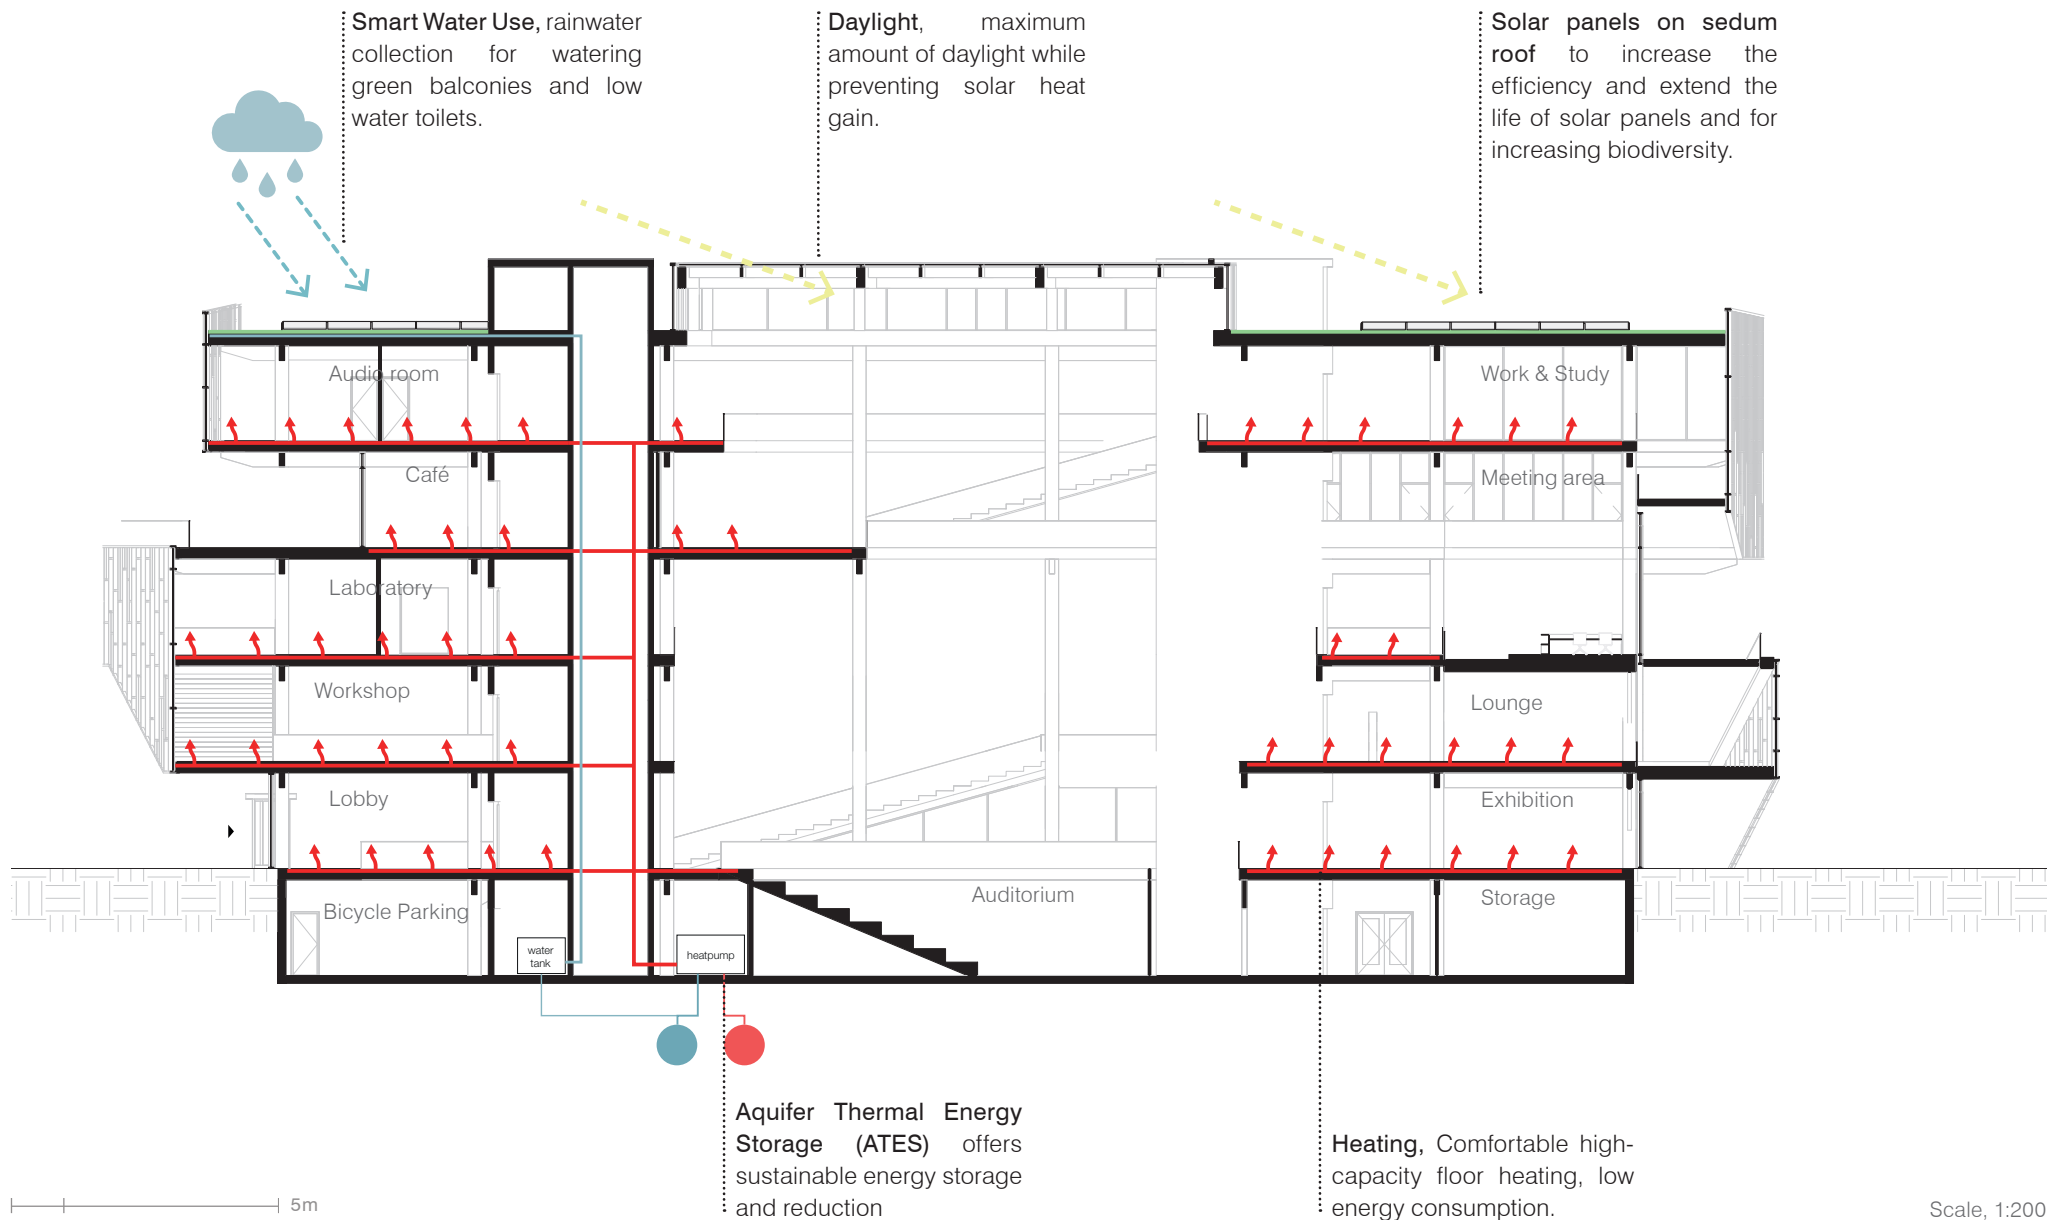 Smart Water Use, rainwater
collection for watering
green balconies and low
water toilets.
Daylight, maximum
amount of daylight while
preventing solar heat
gain.
Solar panels on sedum
roof to increase the
efficiency and extend the
life of solar panels and for
increasing biodiversity.
Audio room
Work & Study
Café
Meeting area
Laboratory
Workshop
Lounge
Lobby
Exhibition
Auditorium
Bicycle Parking
Storage
water
tank
heatpump
Aquifer Thermal Energy
Storage (ATES) offers
sustainable energy storage
and reduction
Heating, Comfortable high-
capacity floor heating, low
energy consumption.
5m
Scale, 1:200